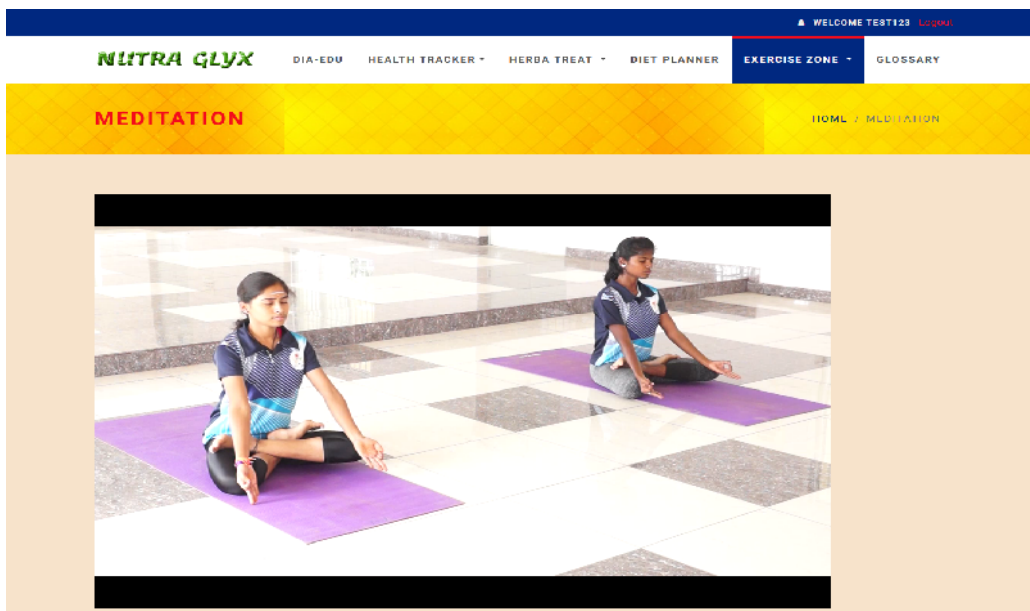 WELCOME TEST123 Logout
NUTRA GLYX DIA-EDU HEALTH TRACKER HERBA TREAT DIET PLANNER EXERCISE ZONE GLOSSARY
MEDITATION HOME / MEDITATION